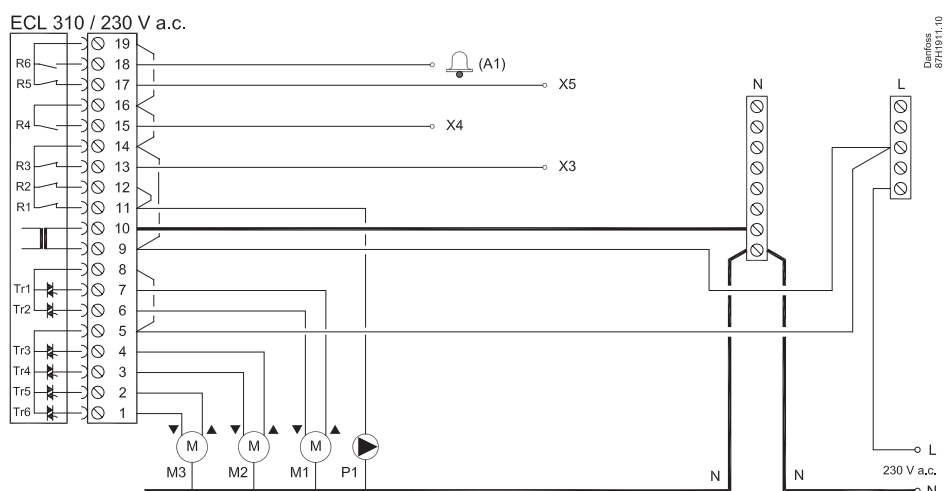 ECL 310 / 230 V a.c.
Danfoss
87H1911.10
19
R6 18 (A1)
R5 17 X5
N
L
16
R4 15 X4
14
R3 13 X3
R2 12
R1 11
10
9
8
Tr1 7
Tr2 6
5
Tr3 4
Tr4 3
Tr5 2
Tr6 1
M M M
M3 M2 M1 P1
L
230 V a.c.
N N
N